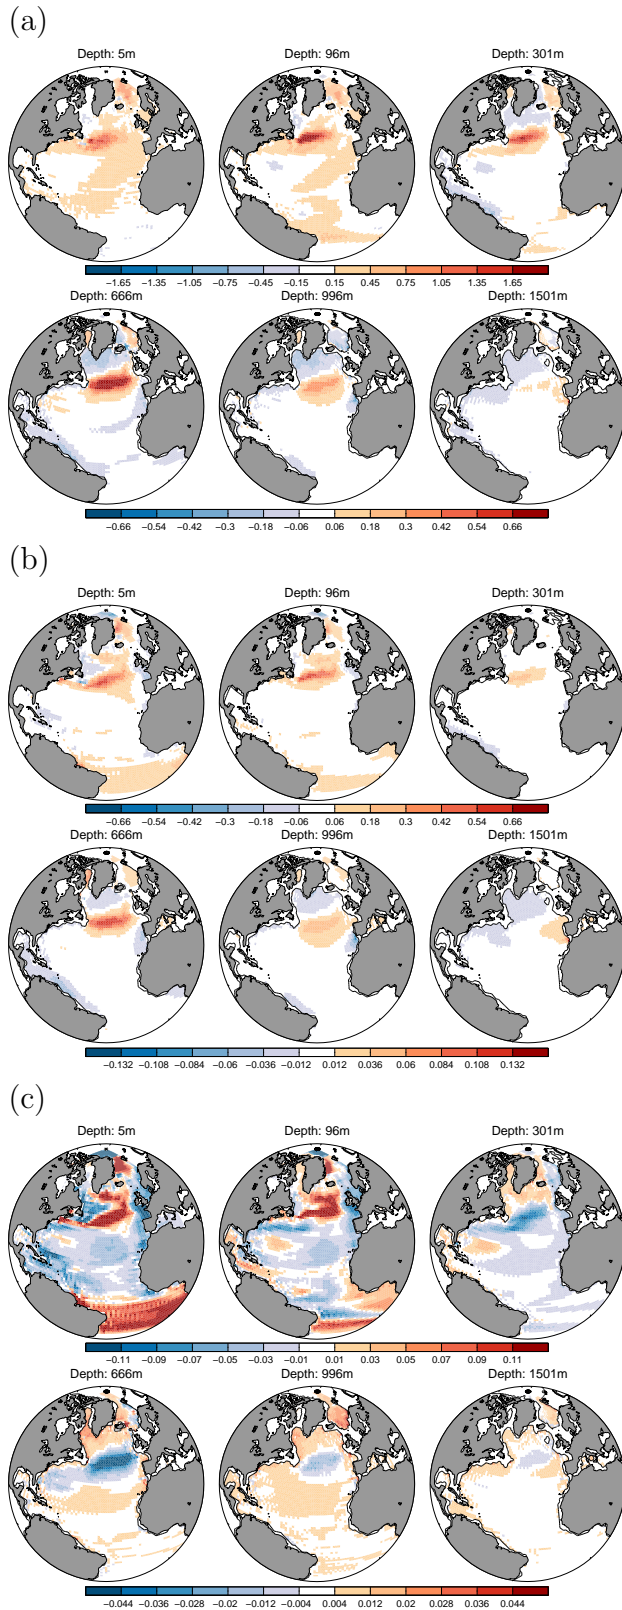 (a)
Depth: 5m Depth: 96m Depth: 301m
−1.65 −1.35 −1.05 −0.75 −0.45 −0.15 0.15 0.45 0.75 1.05 1.35 1.65
Depth: 666m Depth: 996m Depth: 1501m
−0.66 −0.54 −0.42 −0.3 −0.18 −0.06 0.06 0.18 0.3 0.42 0.54 0.66
(b)
Depth: 5m Depth: 96m Depth: 301m
−0.66 −0.54 −0.42 −0.3 −0.18 −0.06 0.06 0.18 0.3 0.42 0.54 0.66
Depth: 666m Depth: 996m Depth: 1501m
−0.132 −0.108 −0.084 −0.06 −0.036 −0.012 0.012 0.036 0.06 0.084 0.108 0.132
(c)
Depth: 5m Depth: 96m Depth: 301m
−0.11 −0.09 −0.07 −0.05 −0.03 −0.01 0.01 0.03 0.05 0.07 0.09 0.11
Depth: 666m Depth: 996m Depth: 1501m
−0.044 −0.036 −0.028 −0.02 −0.012 −0.004 0.004 0.012 0.02 0.028 0.036 0.044